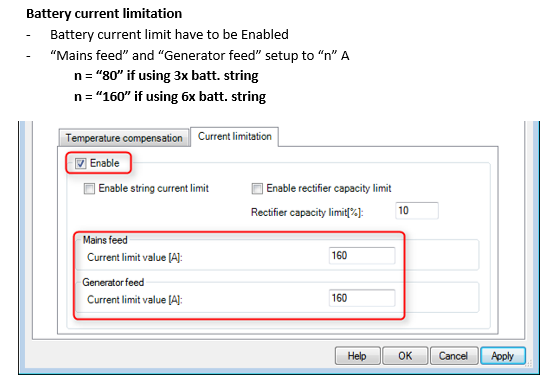 Battery current limitation
- Battery current limit have to be Enabled
- “Mains feed” and “Generator feed” setup to “n” A
n = “80” if using 3x batt. string
n = “160” if using 6x batt. string
Temperature compensation Current limitation
Enable
Enable string current limit Enable rectifier capacity limit
Rectifier capacity limit[%]: 10
Mains feed
Current limit value [A]: 160
Generator feed
Current limit value [A]: 160
Help OK Cancel Apply